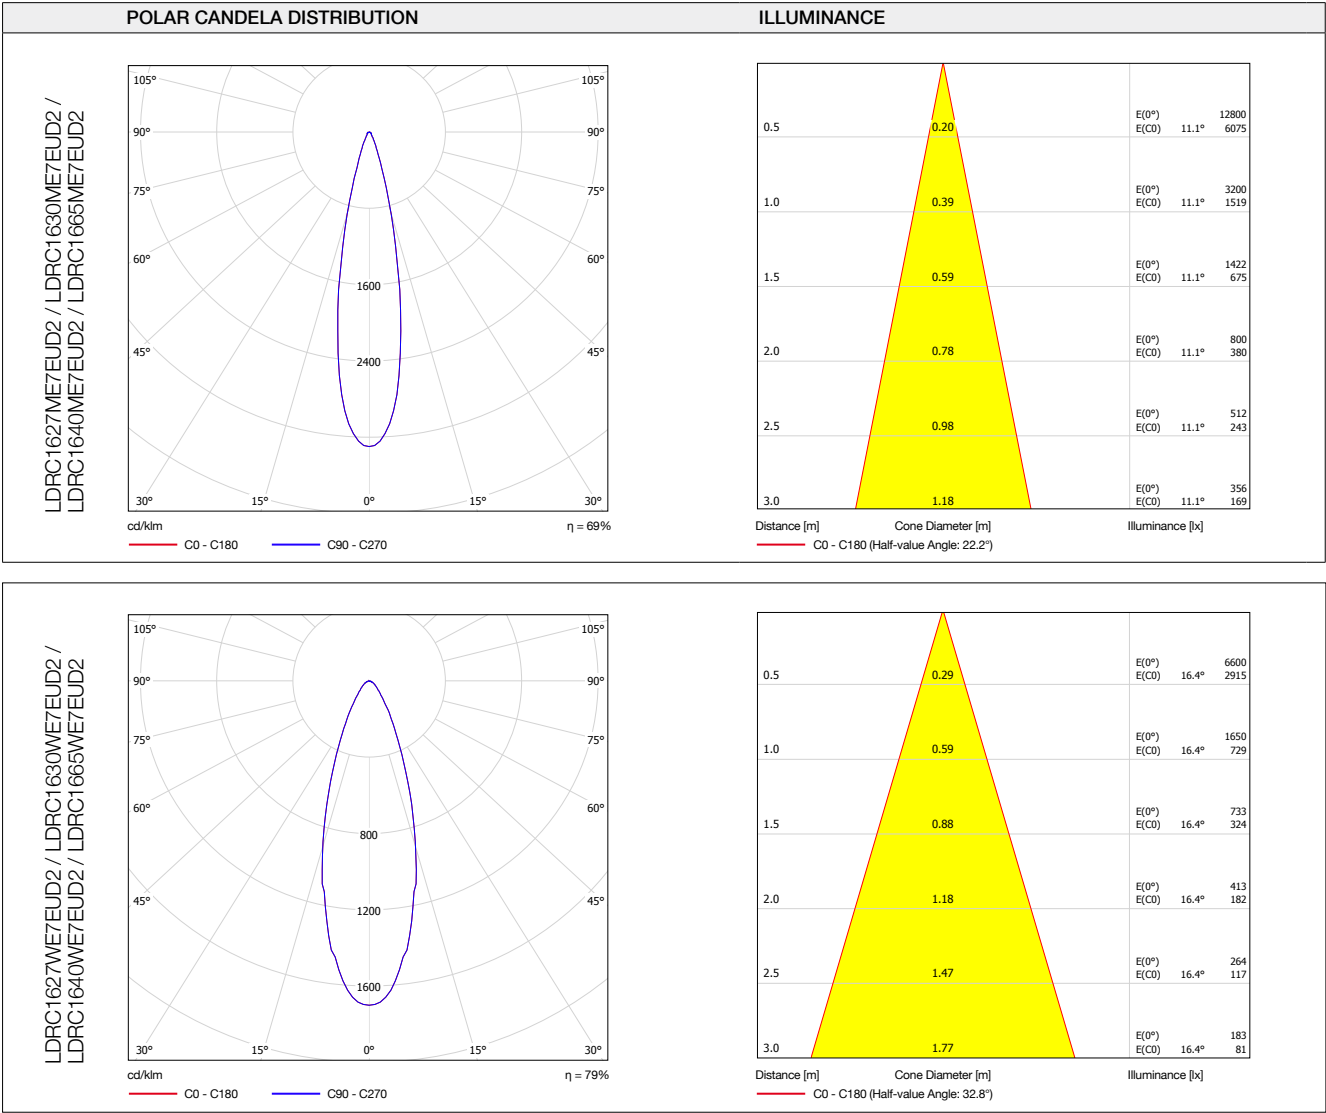 POLAR CANDELA DISTRIBUTION
ILLUMINANCE
LDRC1627ME7EUD2 / LDRC1630ME7EUD2 /
LDRC1640ME7EUD2 / LDRC1665ME7EUD2
105° 105°
90° 90°
75° 75°
60° 60°
1600
45° 45°
2400
30° 15° 0° 15° 30°
cd/klm η = 69%
C0 - C180 C90 - C270
E(0°) 12800
0.5 0.20 E(C0) 11.1° 6075
E(0°) 3200
1.0 0.39 E(C0) 11.1° 1519
E(0°) 1422
1.5 0.59 E(C0) 11.1° 675
E(0°) 800
2.0 0.78 E(C0) 11.1° 380
E(0°) 512
2.5 0.98 E(C0) 11.1° 243
E(0°) 356
3.0 1.18 E(C0) 11.1° 169
Distance [m] Cone Diameter [m] Illuminance [lx]
C0 - C180 (Half-value Angle: 22.2°)
LDRC1627WE7EUD2 / LDRC1630WE7EUD2 /
LDRC1640WE7EUD2 / LDRC1665WE7EUD2
105° 105°
90° 90°
75° 75°
60° 60°
800
45° 45°
1200
1600
30° 15° 0° 15° 30°
cd/klm η = 79%
C0 - C180 C90 - C270
E(0°) 6600
0.5 0.29 E(C0) 16.4° 2915
E(0°) 1650
1.0 0.59 E(C0) 16.4° 729
E(0°) 733
1.5 0.88 E(C0) 16.4° 324
E(0°) 413
2.0 1.18 E(C0) 16.4° 182
E(0°) 264
2.5 1.47 E(C0) 16.4° 117
E(0°) 183
3.0 1.77 E(C0) 16.4° 81
Distance [m] Cone Diameter [m] Illuminance [lx]
C0 - C180 (Half-value Angle: 32.8°)